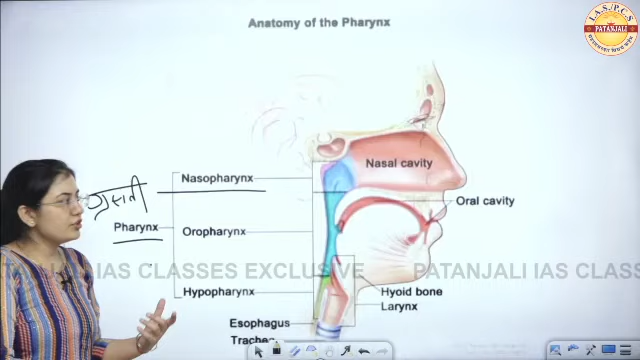 Anatomy of the Pharynx
I.A.S./P.C.S
PATANJALI
Nasal cavity
Nasopharynx
ग्रसनी
Oral cavity
Pharynx
Oropharynx
PATANJALI IAS CLASSES EXCLUSIVE PATANJALI IAS CLASS
Hypopharynx
Hyoid bone
Larynx
Esophagus
Trachea